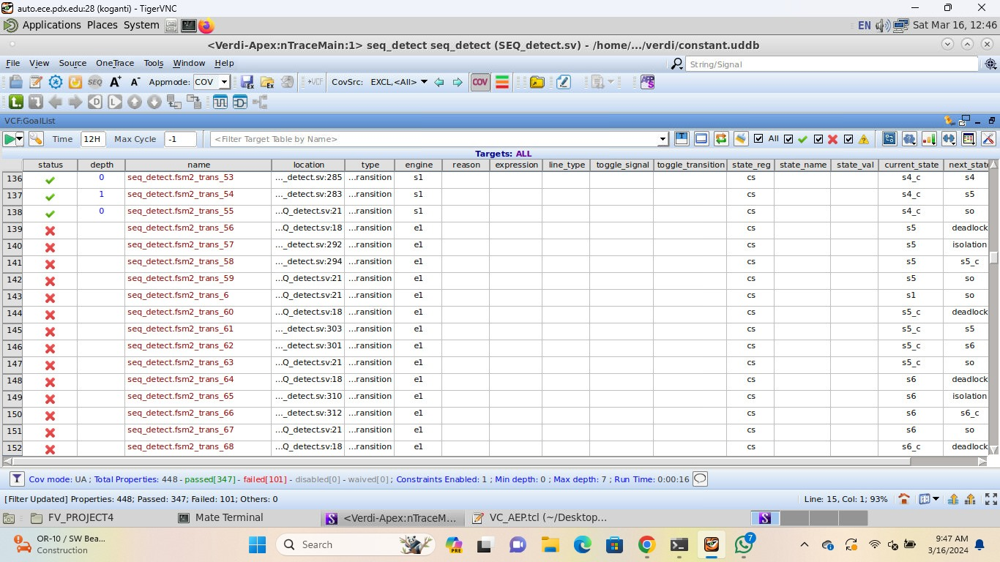 auto.ece.pdx.edu:28 (koganti) - TigerVNC
Applications Places System EN Sat Mar 16, 12:46
<Verdi-Apex:nTraceMain:1> seq_detect seq_detect (SEQ_detect.sv) - /home/.../verdi/constant.uddb
File View Source OneTrace Tools Window Help String/Signal
SEQ A+ A- Appmode: COV Ex Ex →VCF CovSrc: EXCL,<All> COV
VCF:GoalList
Time 12H Max Cycle -1 <Filter Target Table by Name> All
Targets: ALL
status depth name location type engine reason expression line_type toggle_signal toggle_transition state_reg state_name state_val current_state next_state
136 0 seq_detect.fsm2_trans_53 ..._detect.sv:285 ...ransition s1 cs s4_c s4
137 1 seq_detect.fsm2_trans_54 ..._detect.sv:283 ...ransition s1 cs s4_c s5
138 0 seq_detect.fsm2_trans_55 ...Q_detect.sv:21 ...ransition s1 cs s4_c so
139 seq_detect.fsm2_trans_56 ...Q_detect.sv:18 ...ransition e1 cs s5 deadlock
140 seq_detect.fsm2_trans_57 ..._detect.sv:292 ...ransition e1 cs s5 isolation
141 seq_detect.fsm2_trans_58 ..._detect.sv:294 ...ransition e1 cs s5 s5_c
142 seq_detect.fsm2_trans_59 ...Q_detect.sv:21 ...ransition e1 cs s5 so
143 seq_detect.fsm2_trans_6 ...Q_detect.sv:21 ...ransition e1 cs s1 so
144 seq_detect.fsm2_trans_60 ...Q_detect.sv:18 ...ransition e1 cs s5_c deadlock
145 seq_detect.fsm2_trans_61 ..._detect.sv:303 ...ransition e1 cs s5_c s5
146 seq_detect.fsm2_trans_62 ..._detect.sv:301 ...ransition e1 cs s5_c s6
147 seq_detect.fsm2_trans_63 ...Q_detect.sv:21 ...ransition e1 cs s5_c so
148 seq_detect.fsm2_trans_64 ...Q_detect.sv:18 ...ransition e1 cs s6 deadlock
149 seq_detect.fsm2_trans_65 ..._detect.sv:310 ...ransition e1 cs s6 isolation
150 seq_detect.fsm2_trans_66 ..._detect.sv:312 ...ransition e1 cs s6 s6_c
151 seq_detect.fsm2_trans_67 ...Q_detect.sv:21 ...ransition e1 cs s6 so
152 seq_detect.fsm2_trans_68 ...Q_detect.sv:18 ...ransition e1 cs s6_c deadlock
Cov mode: UA ; Total Properties: 448 - passed[347] - failed[101] - disabled[0] - waived[0] ; Constraints Enabled: 1 ; Min depth: 0 ; Max depth: 7 ; Run Time: 0:00:16
[Filter Updated] Properties: 448; Passed: 347; Failed: 101; Others: 0 Line: 15, Col: 1; 93%
FV_PROJECT4 Mate Terminal <Verdi-Apex:nTraceM... VC_AEP.tcl (~/Desktop...
OR-10 / SW Bea...
Construction
Search PRE 7
9:47 AM
3/16/2024